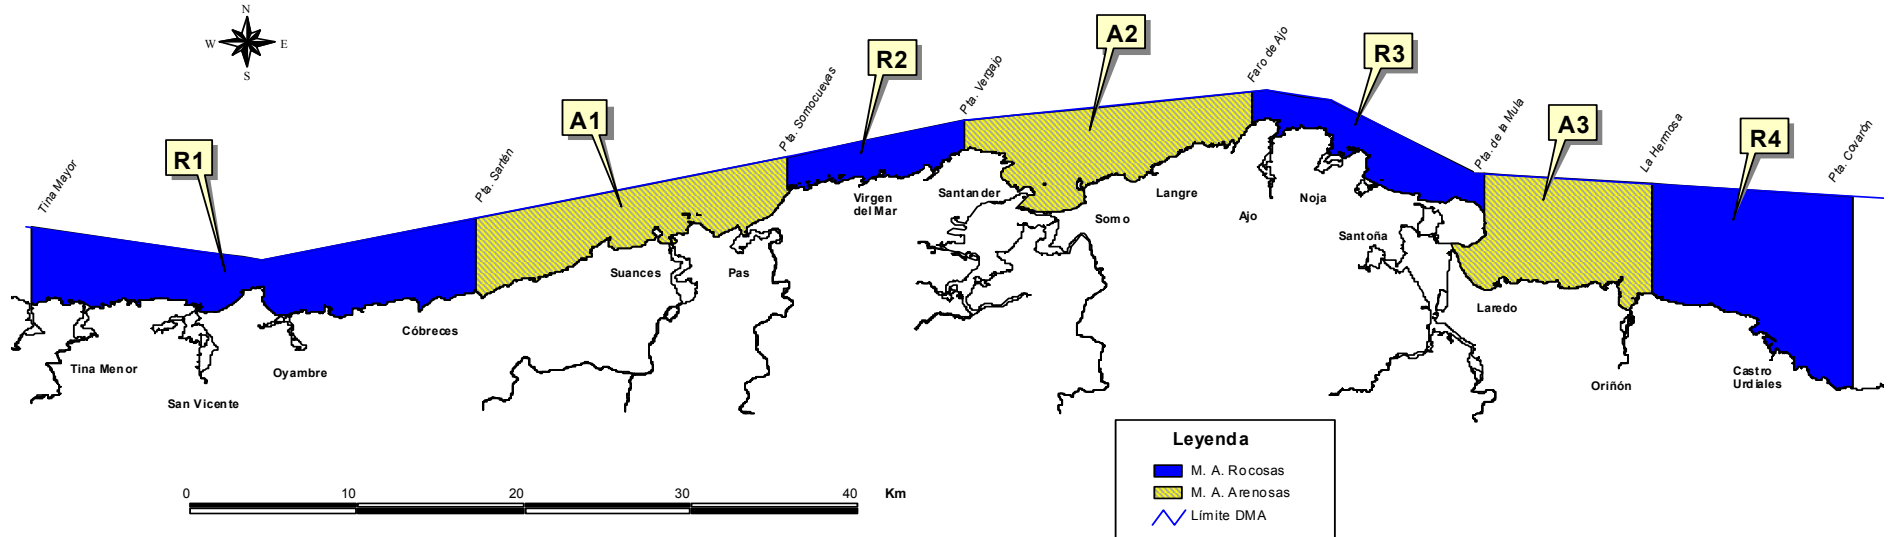 N
W E
S
Tina Mayor
R1
Pta. Sartén
A1
Pta. Somocuevas
R2
Pta. Vergajo
A2
Faro de Ajo
R3
Pta. de la Mula
A3
La Hermosa
R4
Pta. Covarón
Tina Menor
San Vicente
Oyambre
Cóbreces
Suances
Pas
Virgen
del Mar
Santander
Somo
Langre
Ajo
Noja
Santoña
Laredo
Oriñón
Castro
Urdiales
0 10 20 30 40 Km
Leyenda
M. A. Rocosas
M. A. Arenosas
Límite DMA